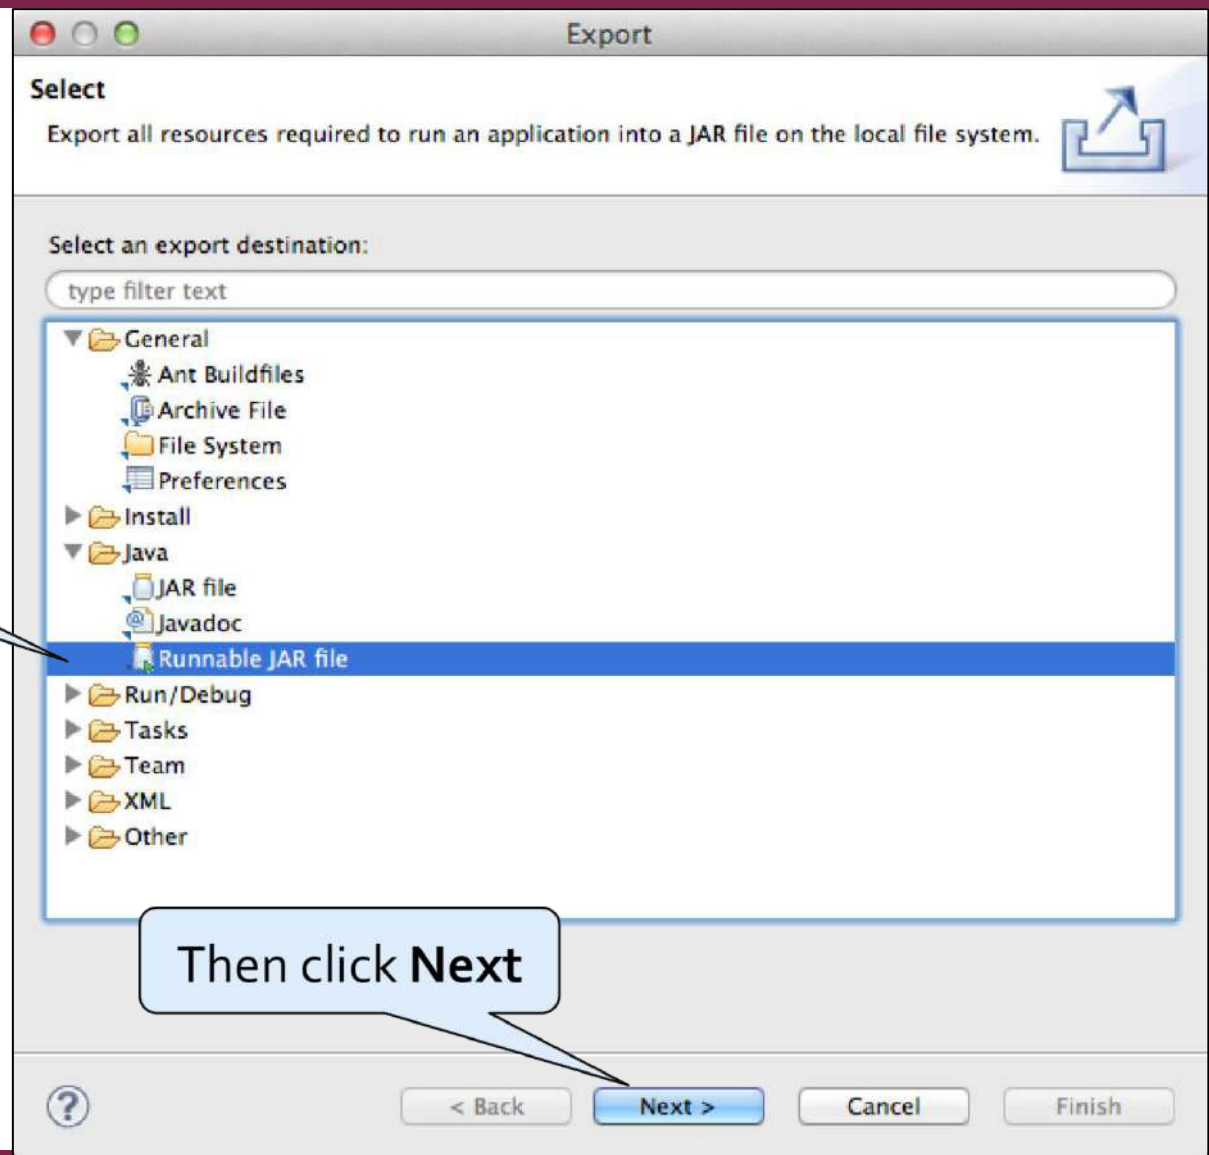 Export
Select
Export all resources required to run an application into a JAR file on the local file system.
Select an export destination:
type filter text
General
Ant Buildfiles
Archive File
File System
Preferences
Install
Java
JAR file
Javadoc
Runnable JAR file
Run/Debug
Tasks
Team
XML
Other
Then click Next
?
< Back
Next >
Cancel
Finish